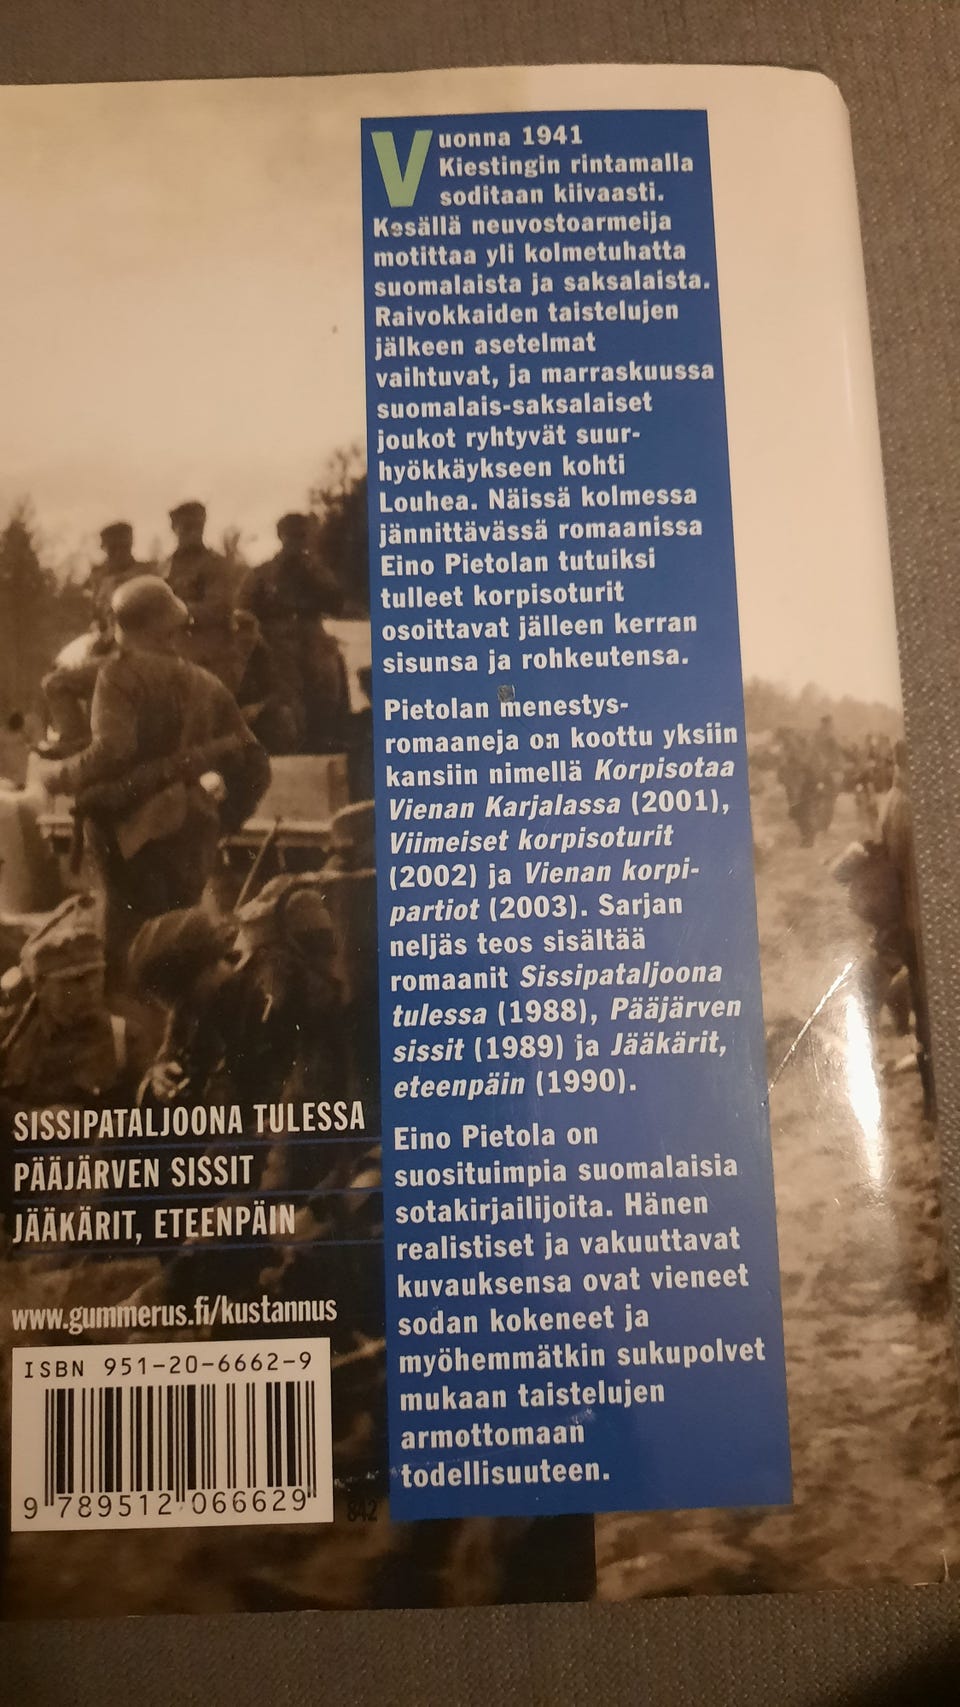 Vuonna 1941
Kiestingin rintamalla
soditaan kiivaasti.
Kesällä neuvostoarmeija
motittaa yli kolmetuhatta
suomalaista ja saksalaista.
Raivokkaiden taistelujen
jälkeen asetelmat
vaihtuvat, ja marraskuussa
suomalais-saksalaiset
joukot ryhtyvät suur-
hyökkäykseen kohti
Louhea. Näissä kolmessa
jännittävässä romaanissa
Eino Pietolan tutuiksi
tulleet korpisoturit
osoittavat jälleen kerran
sisunsa ja rohkeutensa.
Pietolan menestys-
romaaneja on koottu yksiin
kansiin nimellä Korpisotaa
Vienan Karjalassa (2001),
Viimeiset korpisoturit
(2002) ja Vienan korpi-
partiot (2003). Sarjan
neljäs teos sisältää
romaanit Sissipataljoona
tulessa (1988), Pääjärven
sissit (1989) ja Jääkärit,
eteenpäin (1990).
Eino Pietola on
suosituimpia suomalaisia
sotakirjailijoita. Hänen
realistiset ja vakuuttavat
kuvauksensa ovat vieneet
sodan kokeneet ja
myöhemmätkin sukupolvet
mukaan taistelujen
armottomaan
todellisuuteen.
SISSIPATALJOONA TULESSA
PÄÄJÄRVEN SISSIT
JÄÄKÄRIT, ETEENPÄIN
www.gummerus.fi/kustannus
ISBN 951-20-6662-9
9 789512 066629
842